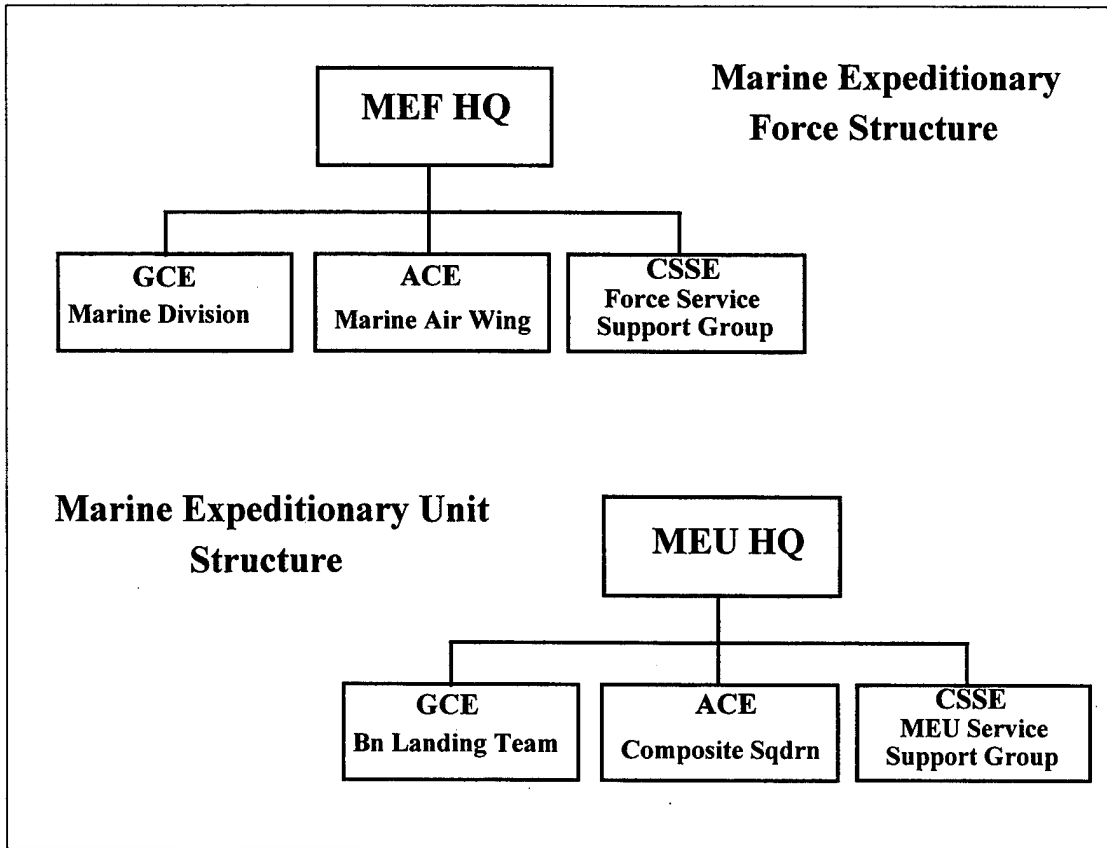 Marine Expeditionary
Force Structure
MEF HQ
GCE
Marine Division
ACE
Marine Air Wing
CSSE
Force Service
Support Group
Marine Expeditionary Unit
Structure
MEU HQ
GCE
Bn Landing Team
ACE
Composite Sqdrn
CSSE
MEU Service
Support Group